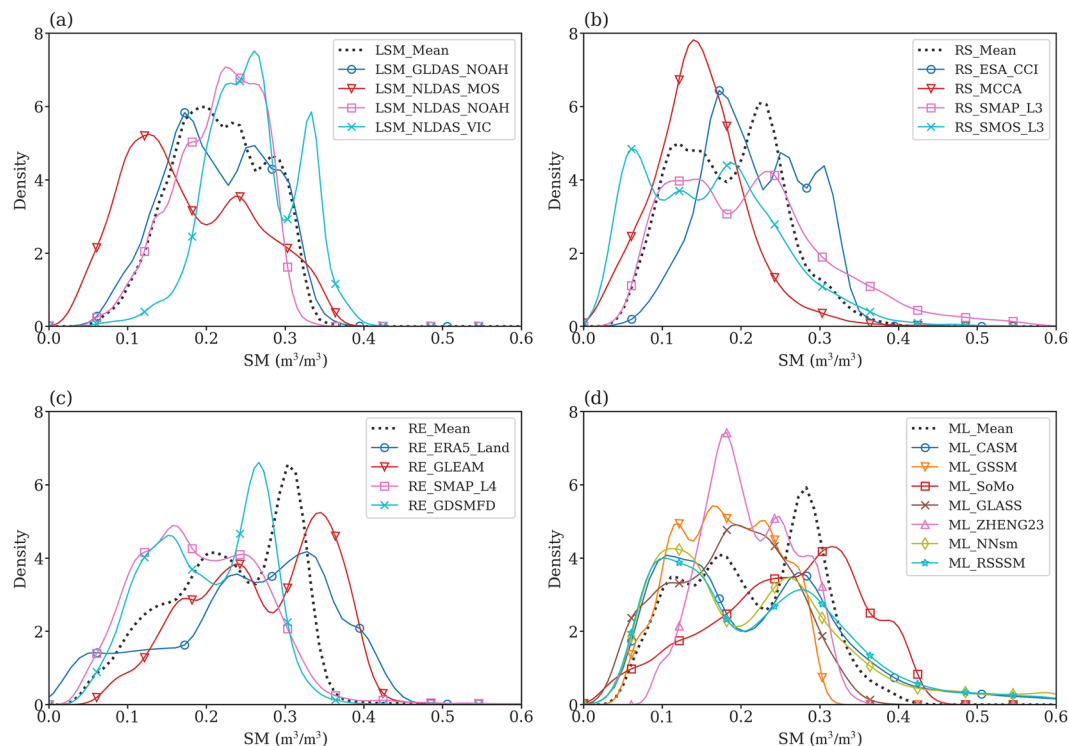 (a)
8
6
4
2
0
Density
LSM_Mean
LSM_GLDAS_NOAH
LSM_NLDAS_MOS
LSM_NLDAS_NOAH
LSM_NLDAS_VIC
0.0 0.1 0.2 0.3 0.4 0.5 0.6
SM (m³/m³)
(b)
8
6
4
2
0
Density
RS_Mean
RS_ESA_CCI
RS_MCCA
RS_SMAP_L3
RS_SMOS_L3
0.0 0.1 0.2 0.3 0.4 0.5 0.6
SM (m³/m³)
(c)
8
6
4
2
0
Density
RE_Mean
RE_ERA5_Land
RE_GLEAM
RE_SMAP_L4
RE_GDSMFD
0.0 0.1 0.2 0.3 0.4 0.5 0.6
SM (m³/m³)
(d)
8
6
4
2
0
Density
ML_Mean
ML_CASM
ML_GSSM
ML_SoMo
ML_GLASS
ML_ZHENG23
ML_NNsm
ML_RSSSM
0.0 0.1 0.2 0.3 0.4 0.5 0.6
SM (m³/m³)